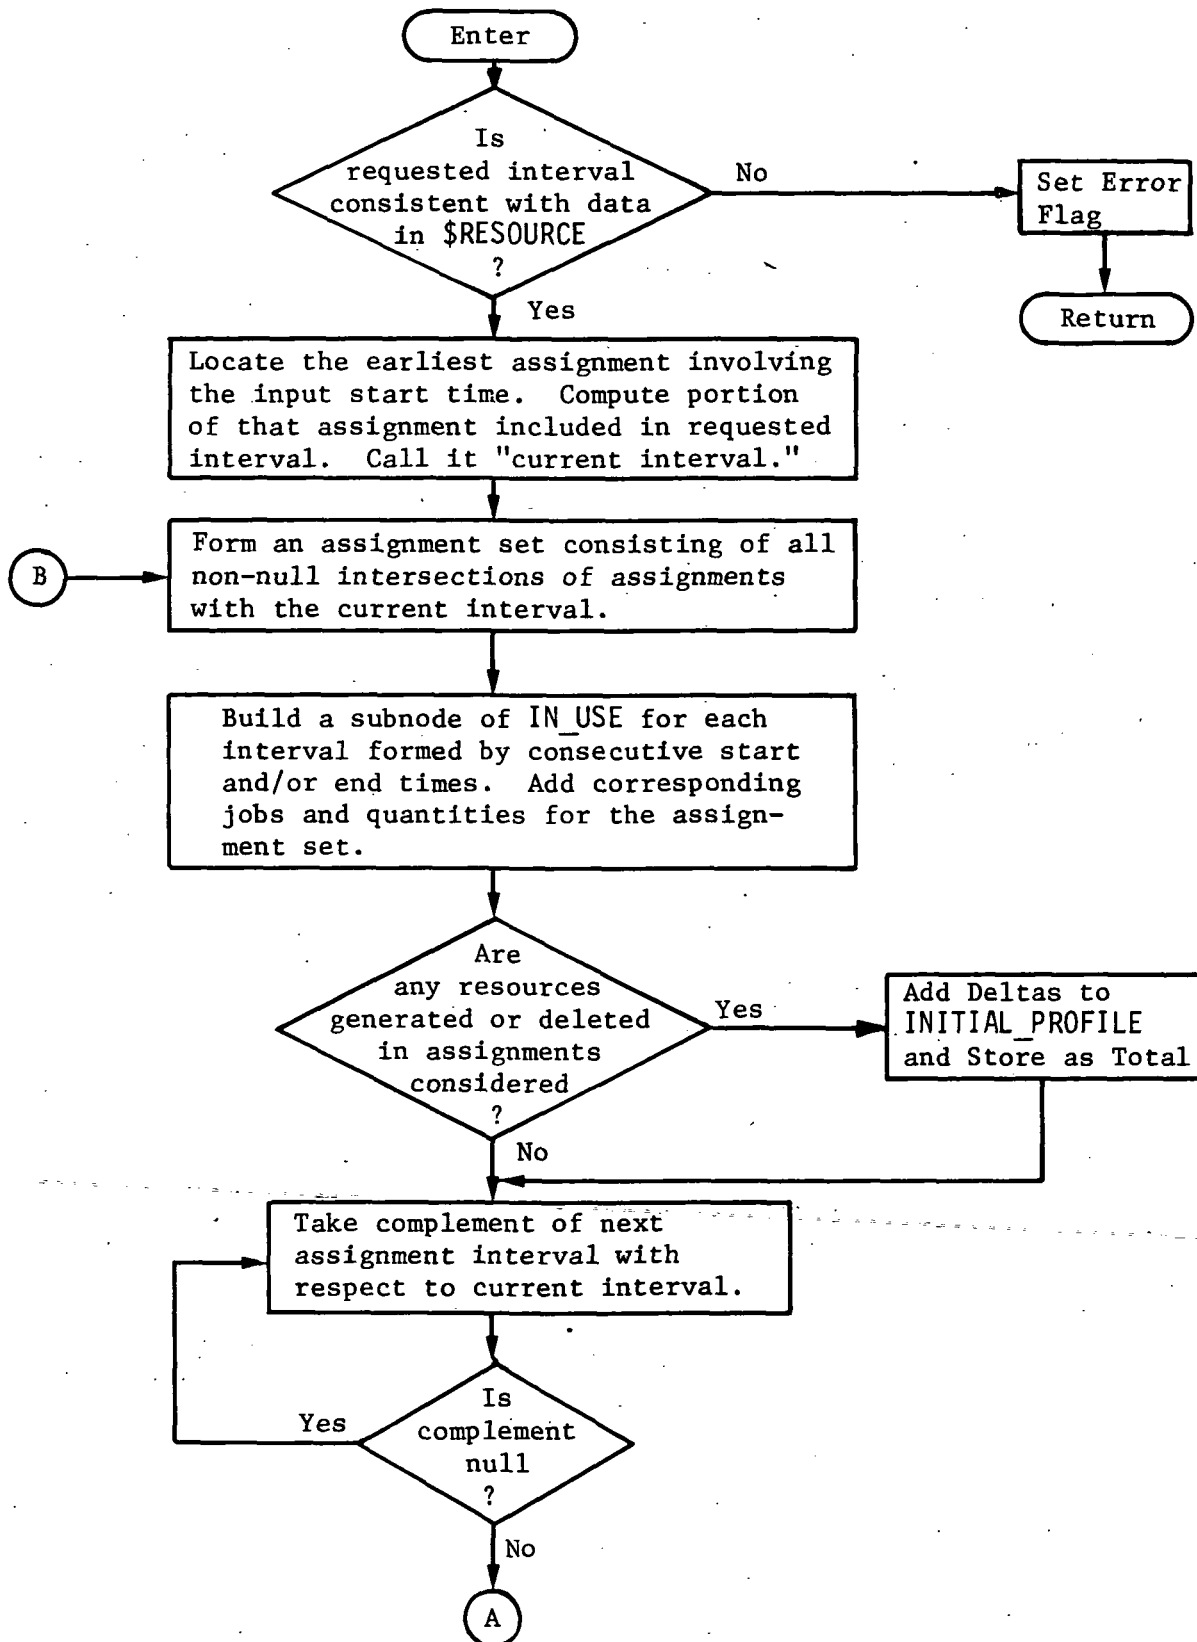 Enter
Is
requested interval
consistent with data
in $RESOURCE
?
No
Set Error
Flag
Return
Yes
Locate the earliest assignment involving
the input start time. Compute portion
of that assignment included in requested
interval. Call it "current interval."
B
Form an assignment set consisting of all
non-null intersections of assignments
with the current interval.
Build a subnode of IN_USE for each
interval formed by consecutive start
and/or end times. Add corresponding
jobs and quantities for the assign-
ment set.
Are
any resources
generated or deleted
in assignments
considered
?
Yes
Add Deltas to
INITIAL_PROFILE
and Store as Total
No
Take complement of next
assignment interval with
respect to current interval.
Is
complement
null
?
Yes
No
A